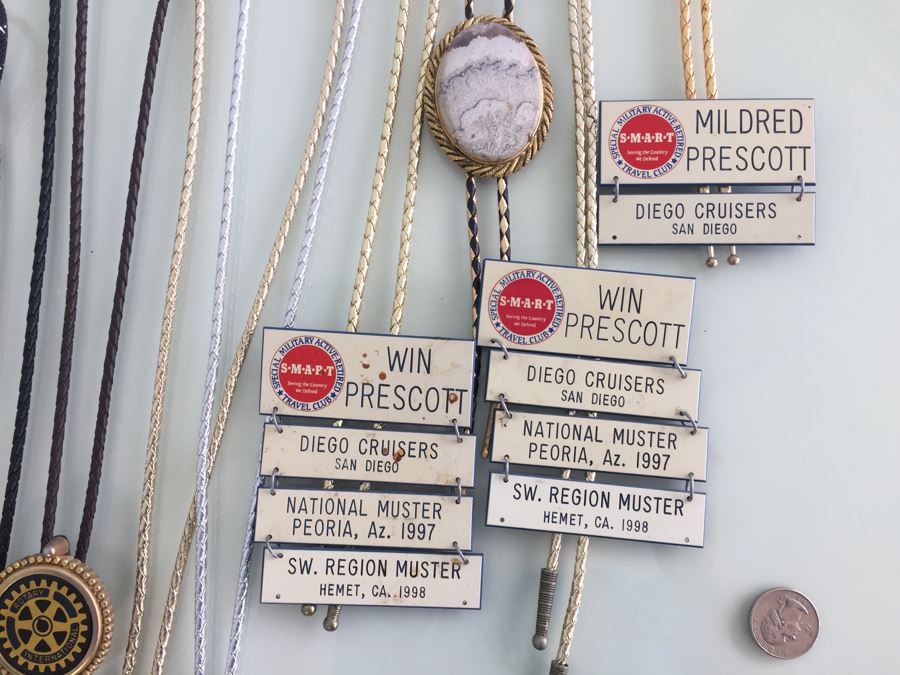 SPECIAL MILITARY ACTIVE RETIRED
TRAVEL CLUB
S·M·A·R·T
Seeing the Country
We Defend
MILDRED
PRESCOTT
DIEGO CRUISERS
SAN DIEGO
SPECIAL MILITARY ACTIVE RETIRED
TRAVEL CLUB
S·M·A·R·T
Seeing the Country
We Defend
WIN
PRESCOTT
DIEGO CRUISERS
SAN DIEGO
NATIONAL MUSTER
PEORIA, Az. 1997
SW. REGION MUSTER
HEMET, CA. 1998
SPECIAL MILITARY ACTIVE RETIRED
TRAVEL CLUB
S·M·A·R·T
Seeing the Country
We Defend
WIN
PRESCOTT
DIEGO CRUISERS
SAN DIEGO
NATIONAL MUSTER
PEORIA, Az. 1997
SW. REGION MUSTER
HEMET, CA. 1998
ROTARY
INTERNATIONAL